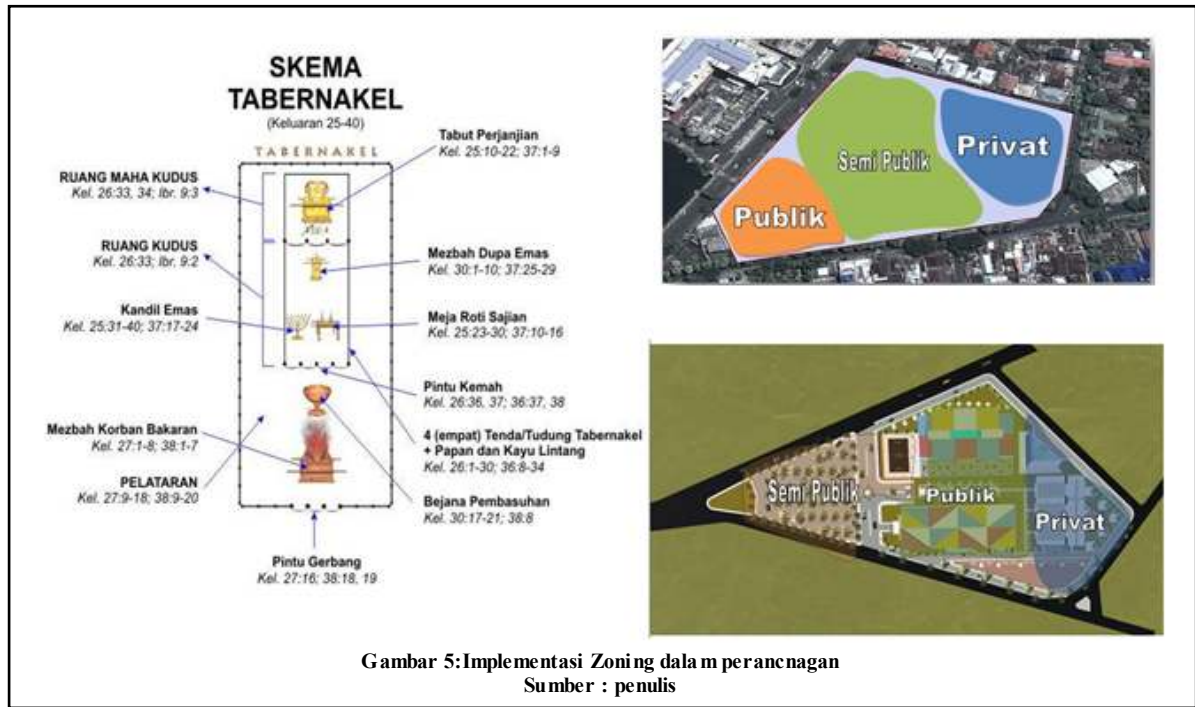 SKEMA
TABERNAKEL
(Keluaran 25-40)
TABERNAKEL
Tabut Perjanjian
Kel. 25:10-22; 37:1-9
RUANG MAHA KUDUS
Kel. 26:33, 34; Ibr. 9:3
RUANG KUDUS
Kel. 26:33; Ibr. 9:2
Mezbah Dupa Emas
Kel. 30:1-10; 37:25-29
Kandil Emas
Kel. 25:31-40; 37:17-24
Meja Roti Sajian
Kel. 25:23-30; 37:10-16
Pintu Kemah
Kel. 26:36, 37; 36:37, 38
Mezbah Korban Bakaran
Kel. 27:1-8; 38:1-7
4 (empat) Tenda/Tudung Tabernakel
+ Papan dan Kayu Lintang
Kel. 26:1-30; 36:8-34
PELATARAN
Kel. 27:9-18; 38:9-20
Bejana Pembasuhan
Kel. 30:17-21; 38:8
Pintu Gerbang
Kel. 27:16; 38:18, 19
Privat
Semi Publik
Publik
Semi Publik
Publik
Privat
Gambar 5:Implementasi Zoning dalam perancnagan
Sumber : penulis